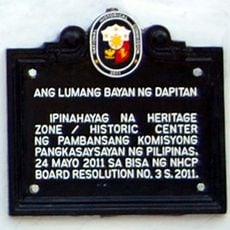 ANG LUMANG BAYAN NG DAPITAN
IPINAHAYAG NA HERITAGE
ZONE / HISTORIC CENTER
NG PAMBANSANG KOMISYONG
PANGKASAYSAYAN NG PILIPINAS.
24 MAYO 2011 SA BISA NG NHCP
BOARD RESOLUTION NO. 3 S. 2011.